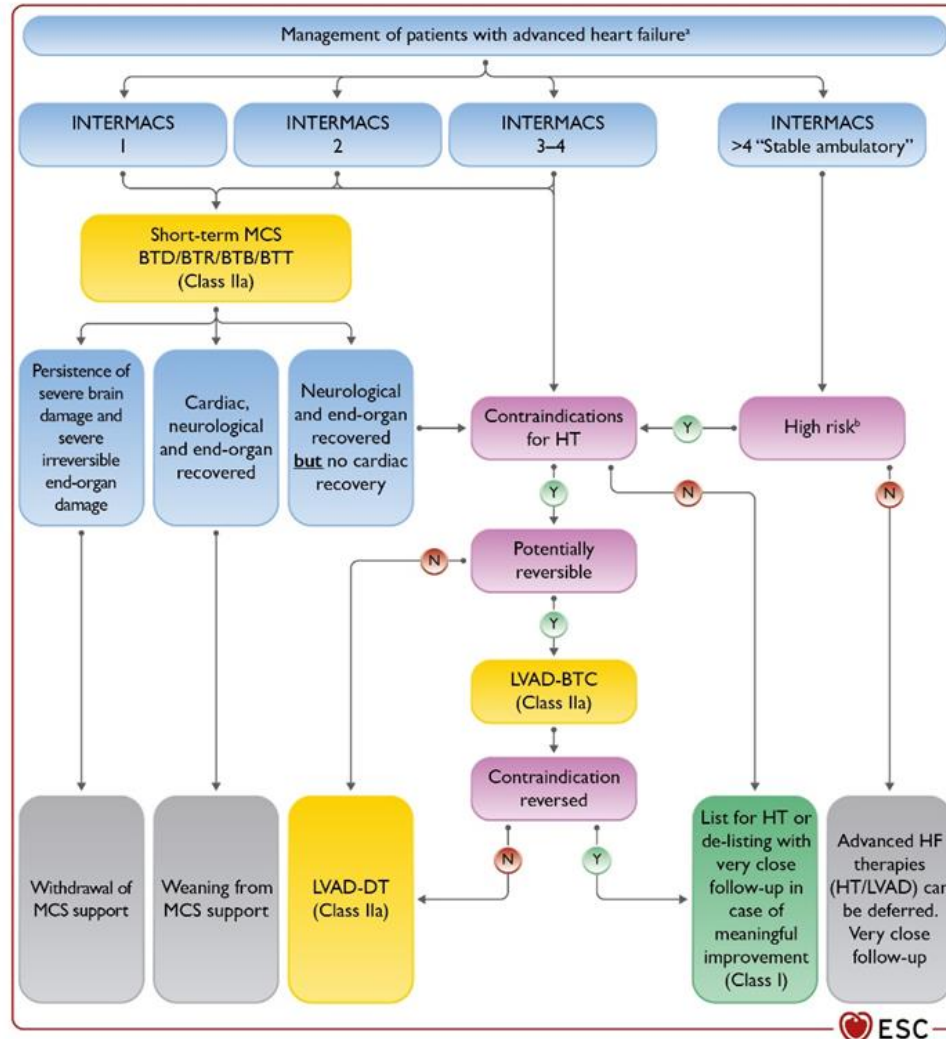 Management of patients with advanced heart failureᵃ
INTERMACS
1
INTERMACS
2
INTERMACS
3–4
INTERMACS
>4 “Stable ambulatory”
Short-term MCS
BTD/BTR/BTB/BTT
(Class IIa)
Persistence of
severe brain
damage and
severe
irreversible
end-organ
damage
Cardiac,
neurological
and end-organ
recovered
Neurological
and end-organ
recovered
but no cardiac
recovery
Contraindications
for HT
Y
High riskᵇ
Y
N
N
N
Potentially
reversible
Y
LVAD-BTC
(Class IIa)
Contraindication
reversed
N
Y
Withdrawal of
MCS support
Weaning from
MCS support
LVAD-DT
(Class IIa)
List for HT or
de-listing with
very close
follow-up in
case of
meaningful
improvement
(Class I)
Advanced HF
therapies
(HT/LVAD) can
be deferred.
Very close
follow-up
ESC